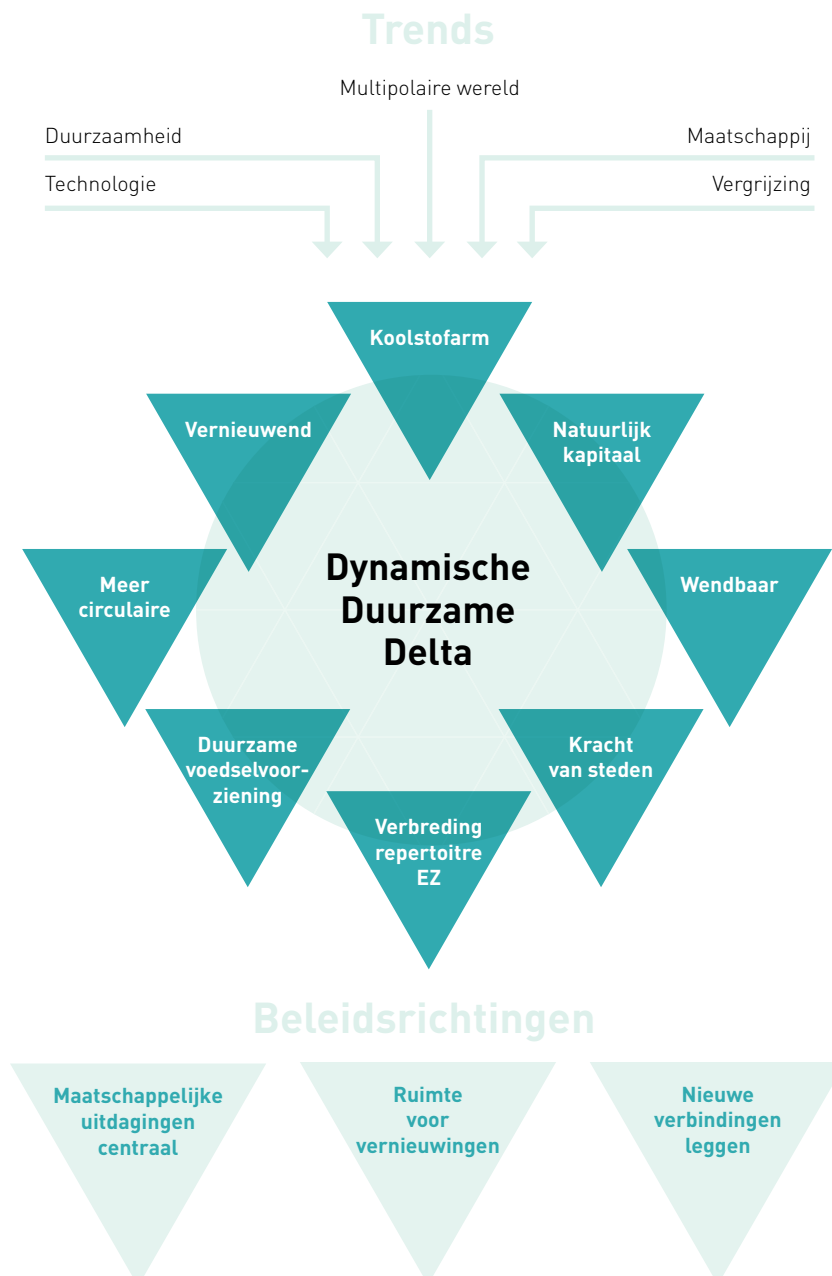 Trends
Multipolaire wereld
Duurzaamheid
Maatschappij
Technologie
Vergrijzing
Koolstofarm
Vernieuwend
Natuurlijk
kapitaal
Meer
circulaire
Dynamische
Duurzame
Delta
Wendbaar
Duurzame
voedselvoor-
ziening
Kracht
van steden
Verbreding
repertoitre
EZ
Beleidsrichtingen
Maatschappelijke
uitdagingen
centraal
Ruimte
voor
vernieuwingen
Nieuwe
verbindingen
leggen